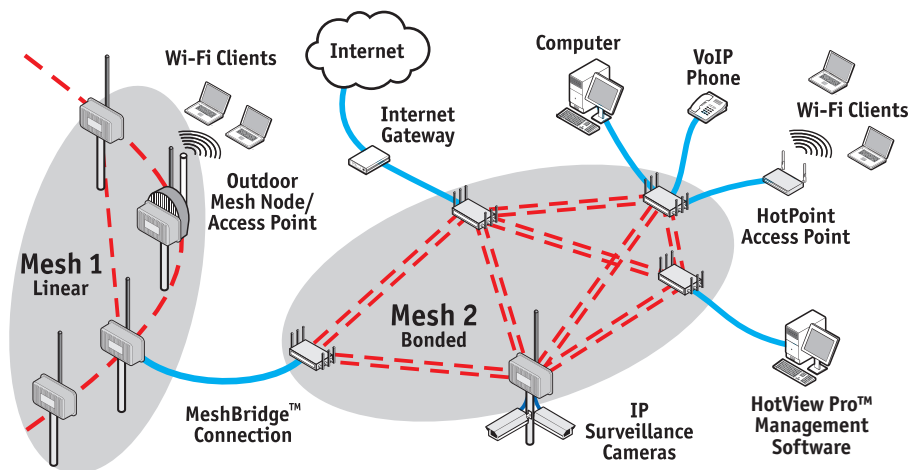 Internet
Wi-Fi Clients
Internet
Gateway
Computer
VoIP
Phone
Wi-Fi Clients
Outdoor
Mesh Node/
Access Point
HotPoint
Access Point
Mesh 1
Linear
Mesh 2
Bonded
MeshBridge™
Connection
IP
Surveillance
Cameras
HotView Pro™
Management
Software